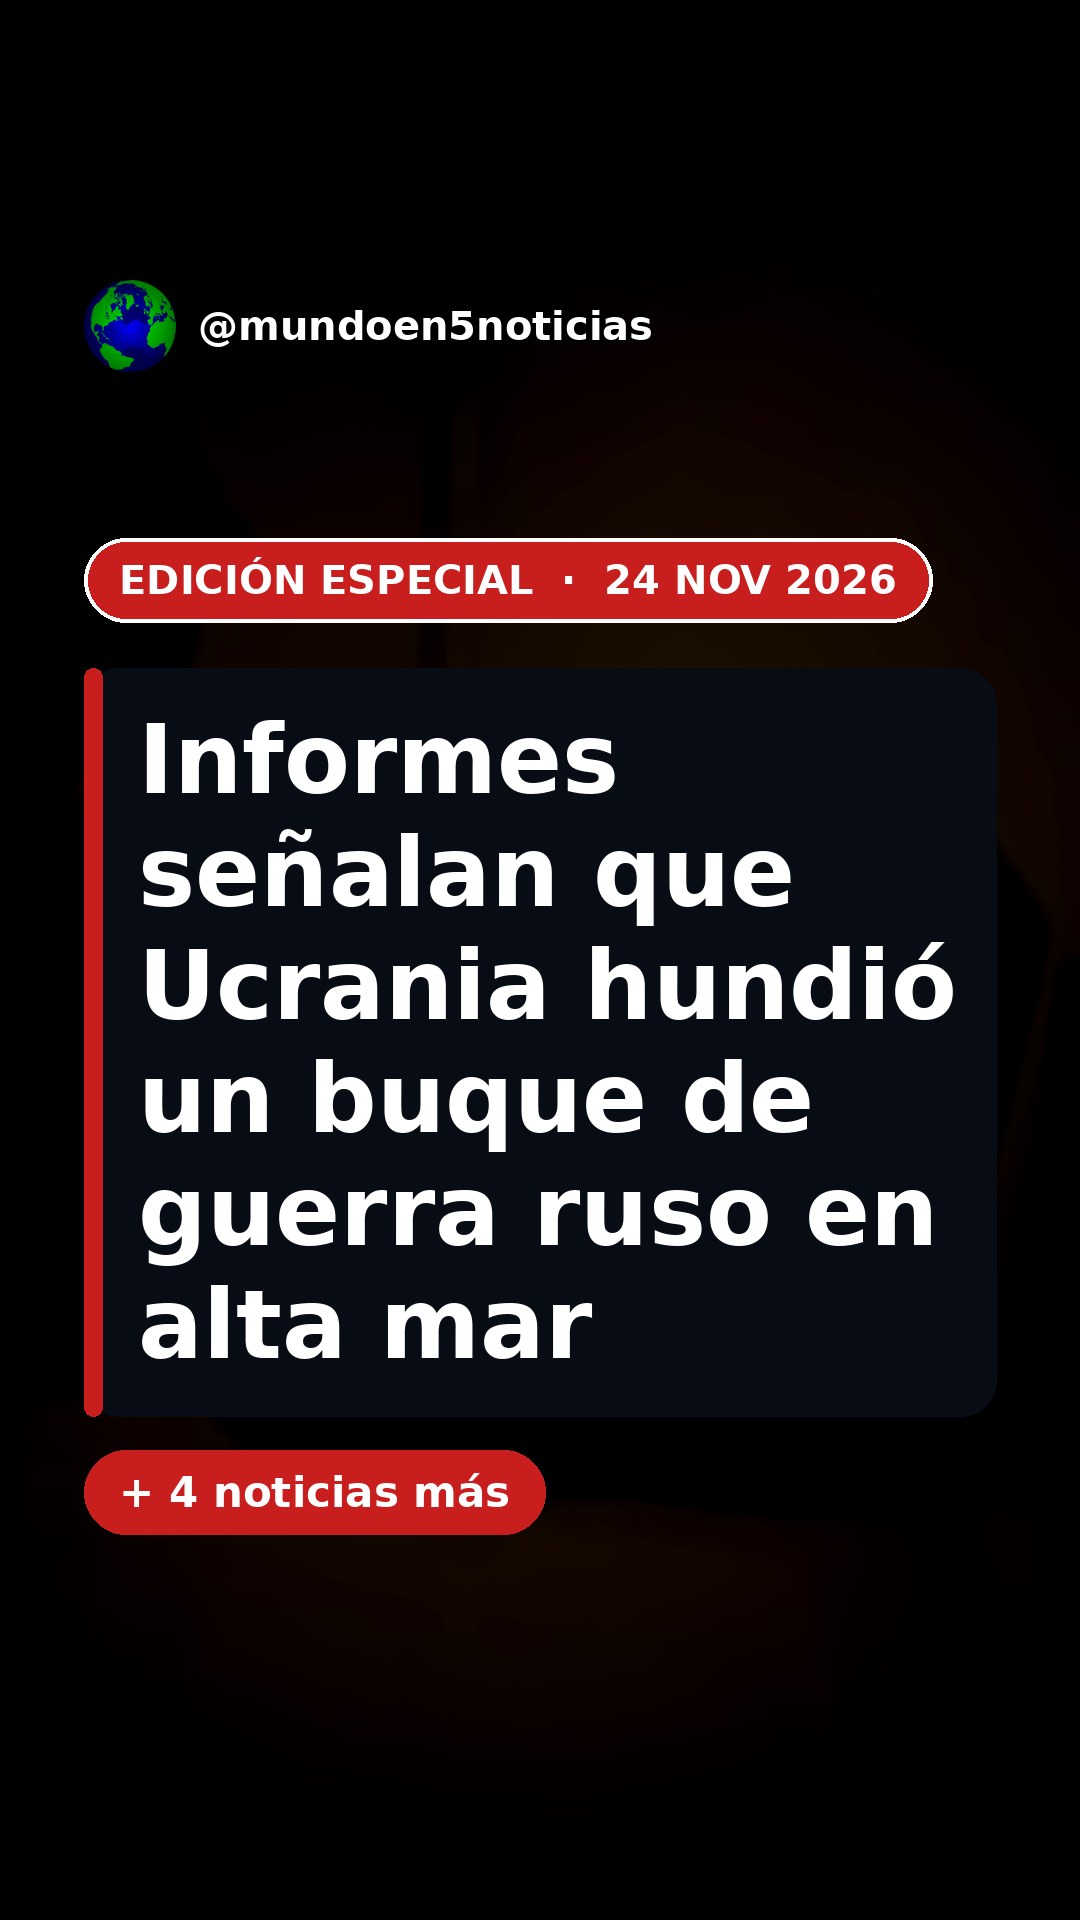 @mundoen5noticias
EDICIÓN ESPECIAL · 24 NOV 2026
Informes
señalan que
Ucrania hundió
un buque de
guerra ruso en
alta mar
+ 4 noticias más